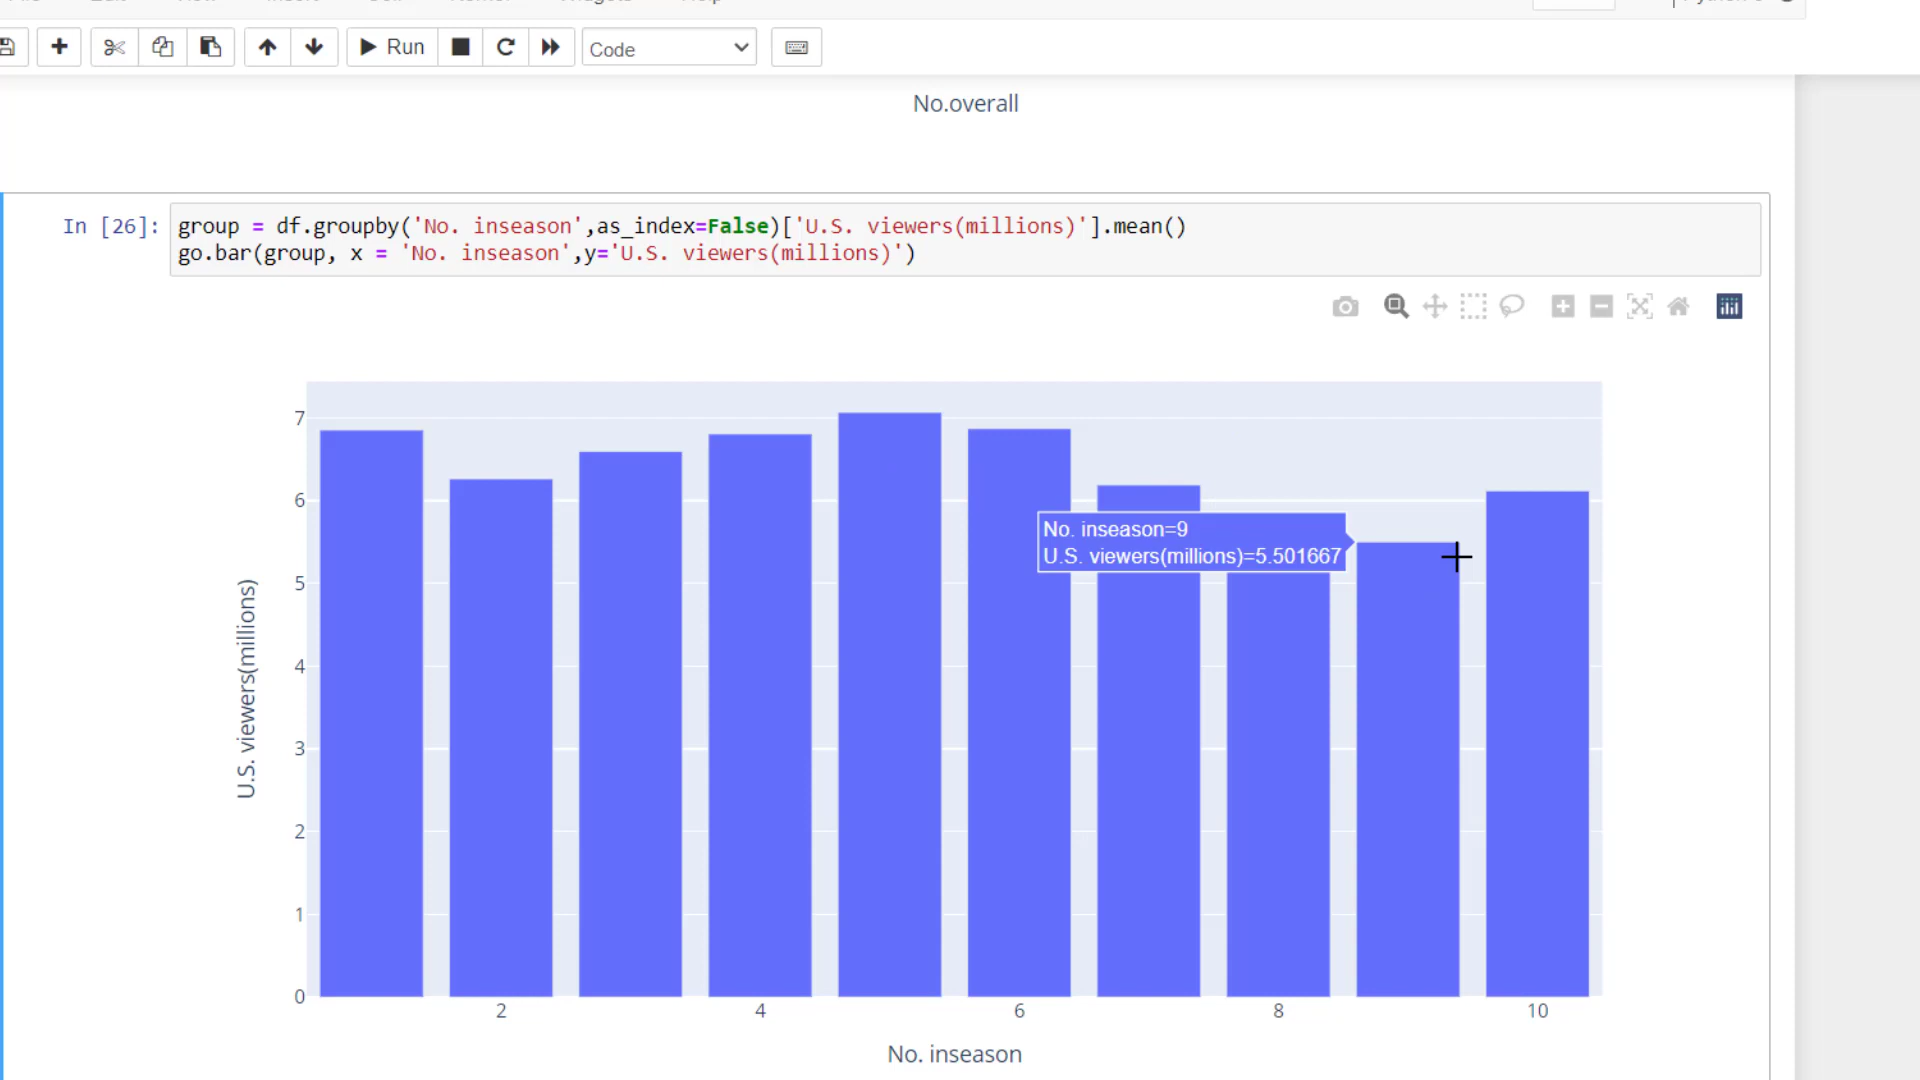 Run
Code
No.overall
In [26]:
group = df.groupby('No. inseason',as_index=False)['U.S. viewers(millions)'].mean()
go.bar(group, x = 'No. inseason',y='U.S. viewers(millions)')
7
6
5
4
3
2
1
0
U.S. viewers(millions)
No. inseason=9
U.S. viewers(millions)=5.501667
2
4
6
8
10
No. inseason